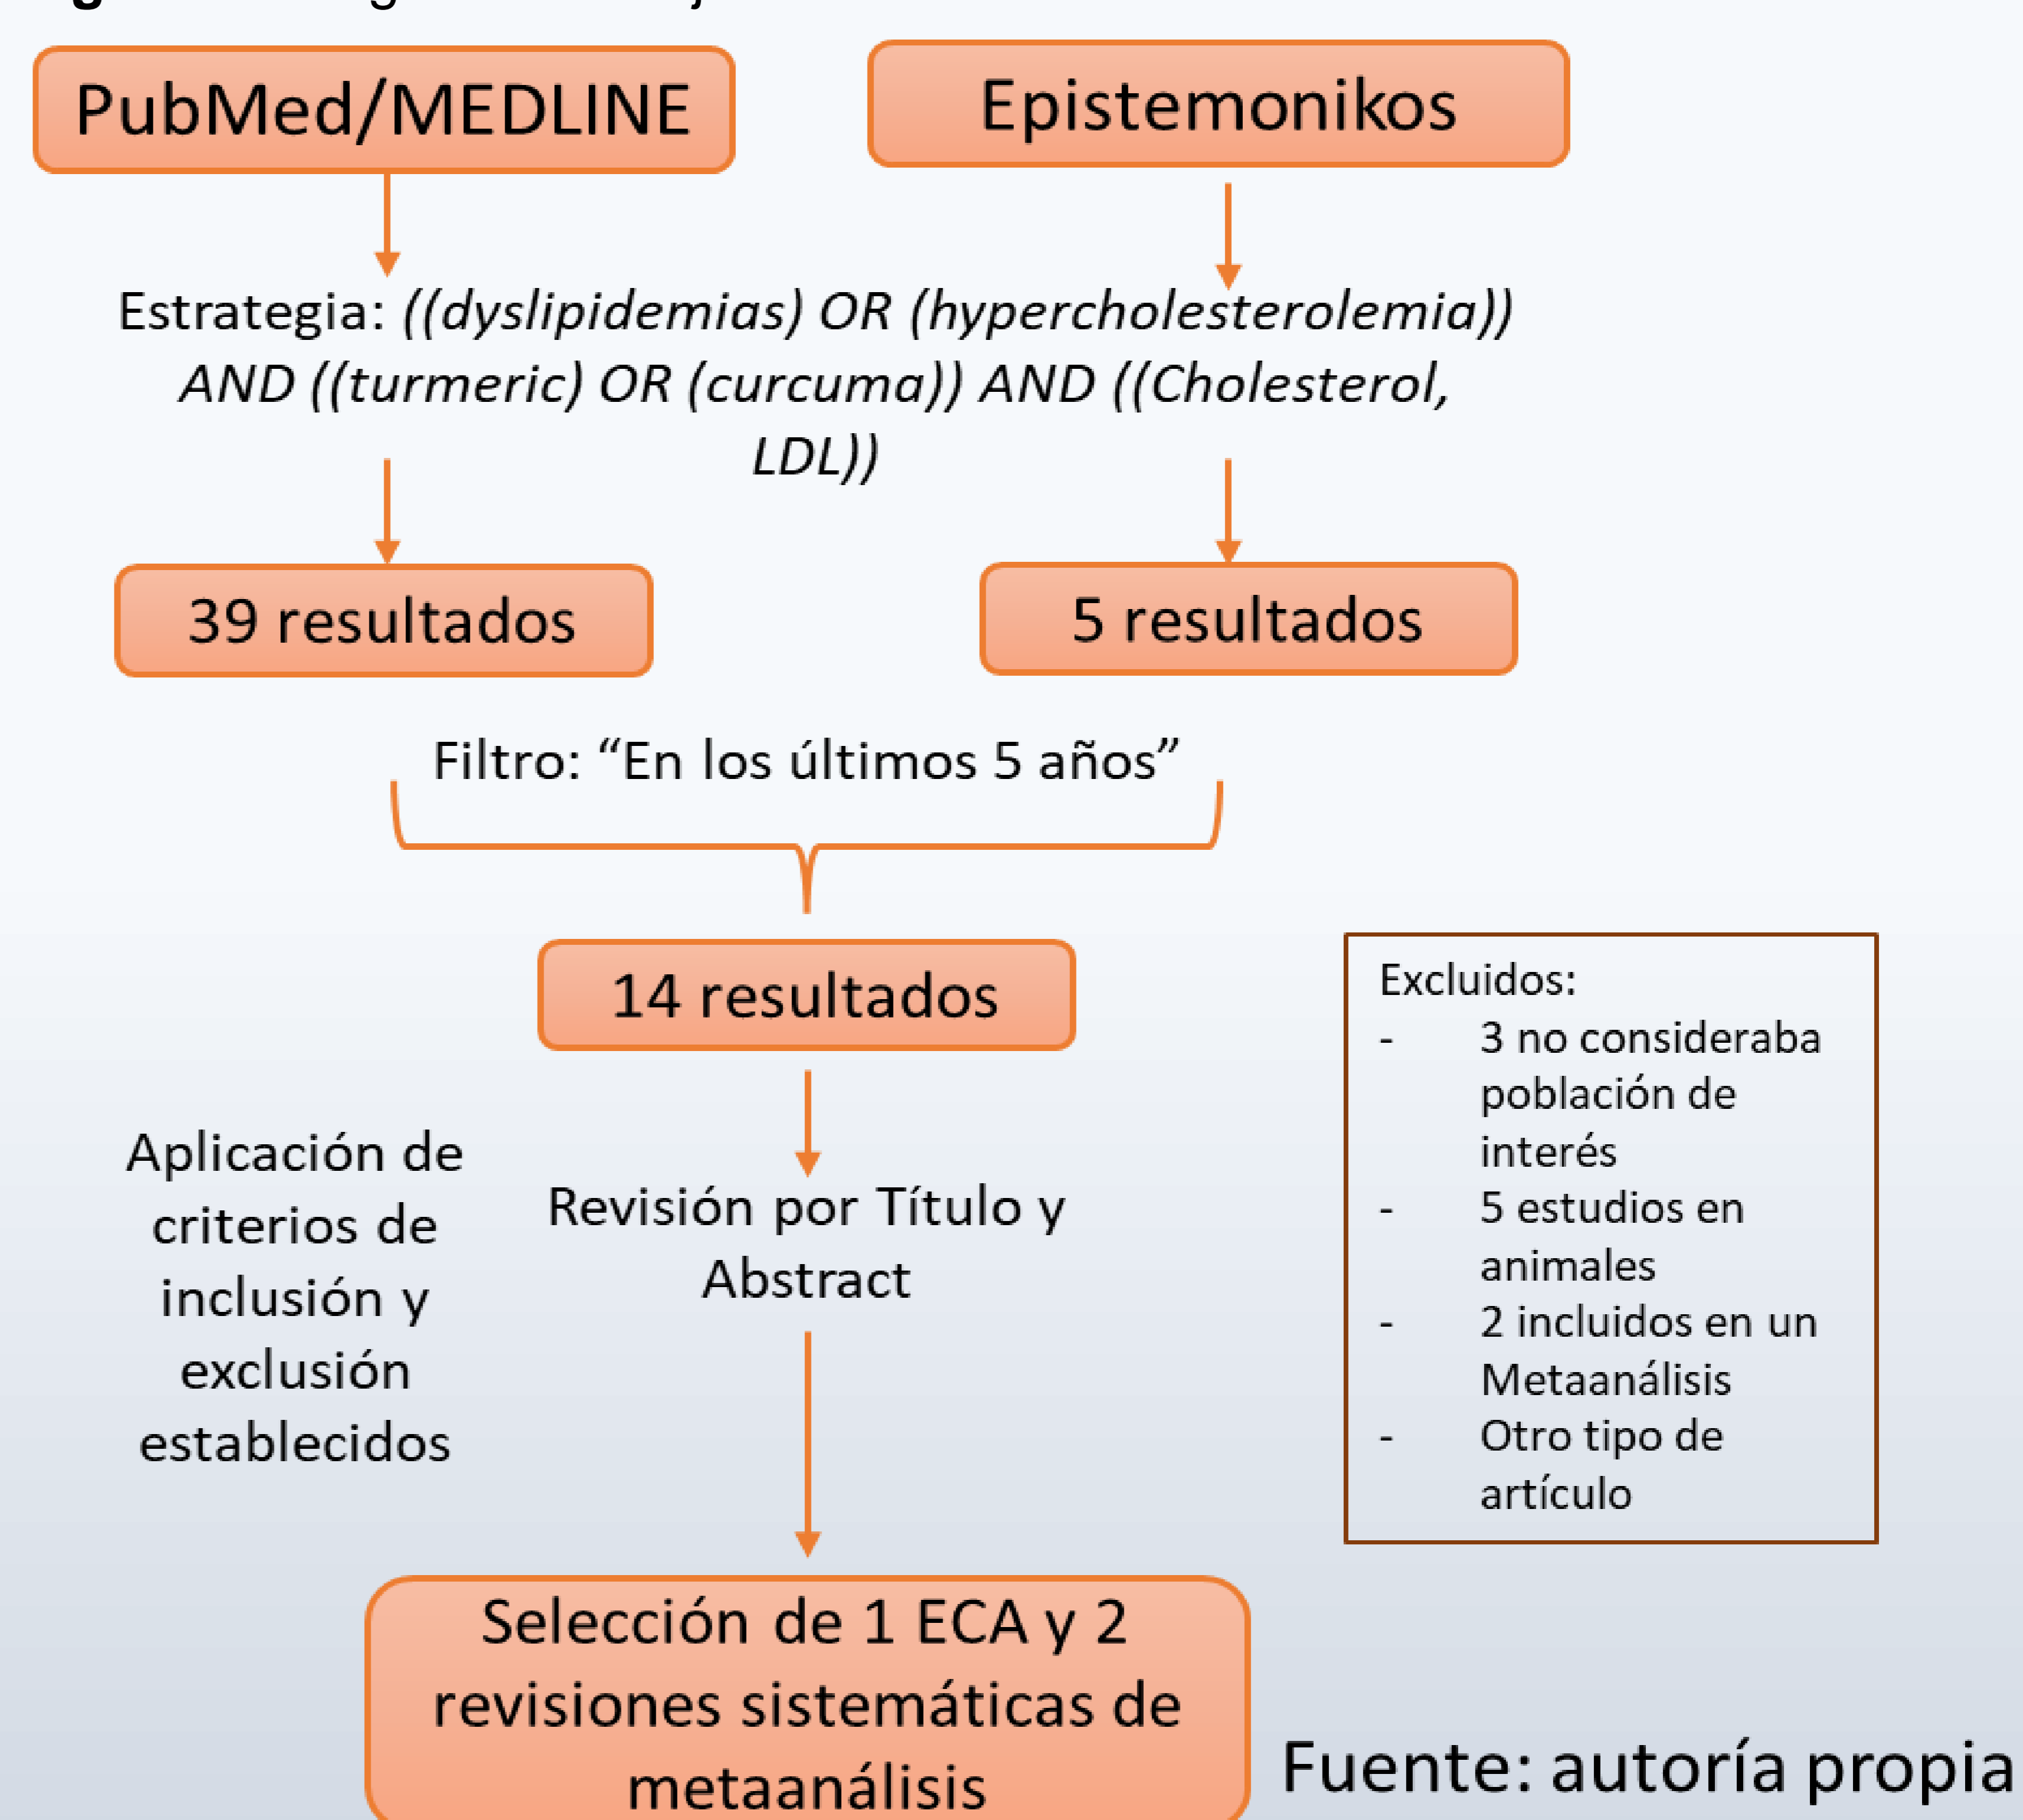 PubMed/MEDLINE
Epistemonikos
Estrategia: ((dyslipidemias) OR (hypercholesterolemia))
AND ((turmeric) OR (curcuma)) AND ((Cholesterol,
LDL))
39 resultados
5 resultados
Filtro: “En los últimos 5 años”
14 resultados
Aplicación de
criterios de
inclusión y
exclusión
establecidos
Revisión por Título y
Abstract
Excluidos:
- 3 no consideraba
población de
interés
- 5 estudios en
animales
- 2 incluidos en un
Metaanálisis
- Otro tipo de
artículo
Selección de 1 ECA y 2
revisiones sistemáticas de
metaanálisis
Fuente: autoría propia